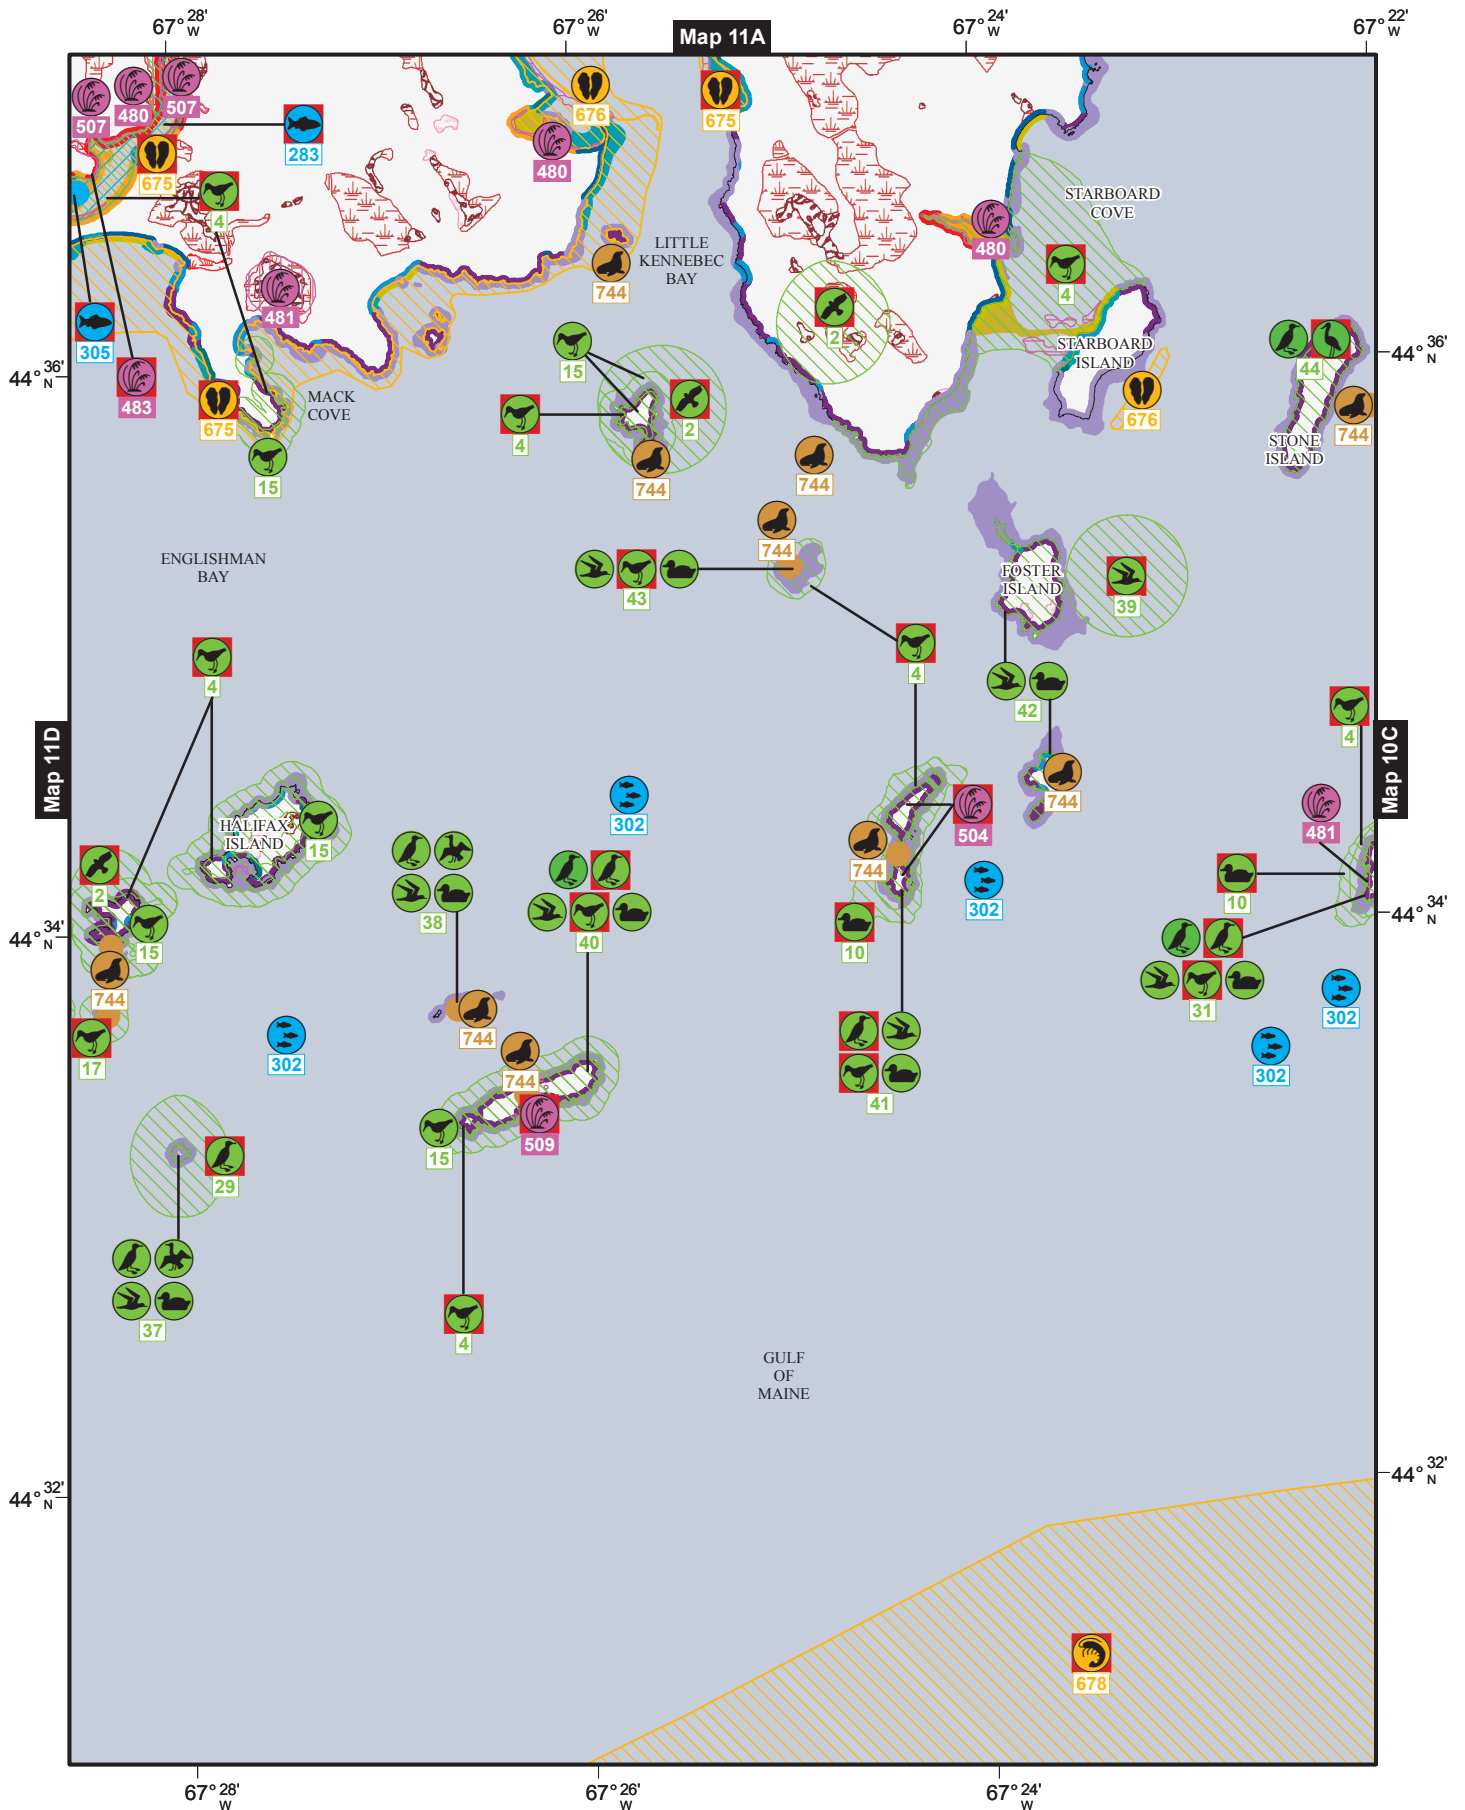 67° 28' W
67° 26' W
Map 11A
67° 24' W
67° 22' W
507
480
507
283
676
675
480
675
4
STARBOARD
COVE
480
LITTLE
KENNEBEC
BAY
4
744
481
305
2
STARBOARD
ISLAND
44
44° 36' N
44° 36' N
15
483
675
MACK
COVE
4
2
676
744
STONE
ISLAND
15
744
744
744
ENGLISHMAN
BAY
43
FOSTER
ISLAND
39
4
4
42
4
Map 11D
Map 10C
302
744
HALIFAX
ISLAND
15
504
481
744
2
38
302
10
44° 34' N
44° 34' N
15
40
10
744
31
302
744
17
302
302
744
41
15
509
29
37
4
GULF
OF
MAINE
44° 32' N
44° 32' N
678
67° 28' W
67° 26' W
67° 24' W